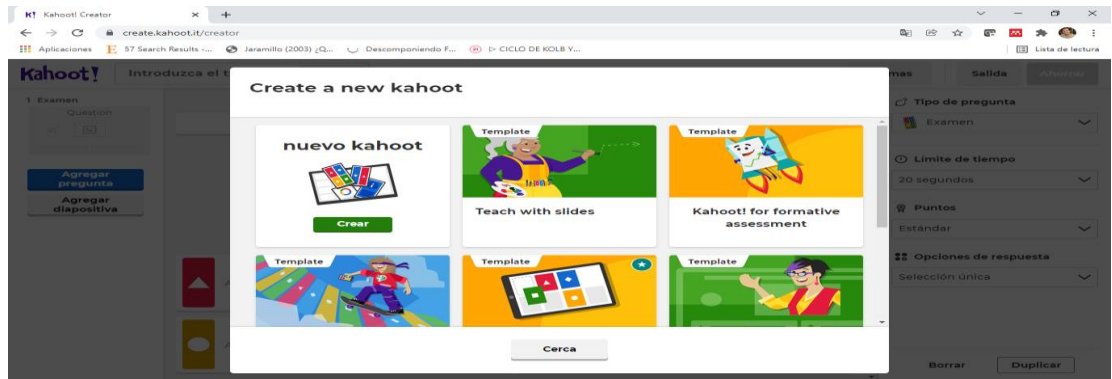 K! Kahoot! Creator
create.kahoot.it/creator
Aplicaciones
57 Search Results -...
Jaramillo (2003) ¿Q...
Descomponiendo F...
▷ CICLO DE KOLB Y...
Lista de lectura
Kahoot!
Introduzca el t
mas
Salida
Ahorrar
Create a new kahoot
1 Examen
Question
Agregar
pregunta
Agregar
diapositiva
nuevo kahoot
Crear
Template
Teach with slides
Template
Kahoot! for formative
assessment
Template
Template
Template
Cerca
Tipo de pregunta
Examen
Límite de tiempo
20 segundos
Puntos
Estándar
Opciones de respuesta
Selección única
Borrar
Duplicar